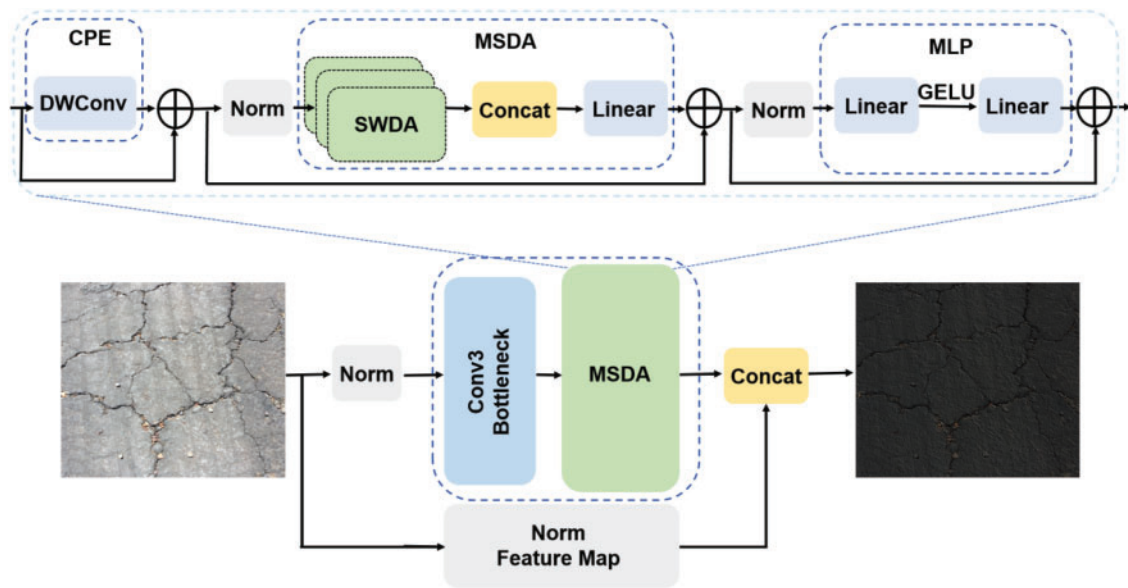 CPE
MSDA
MLP
DWConv
Norm
SWDA
Concat
Linear
Norm
Linear
GELU
Linear
Norm
Conv3
Bottleneck
MSDA
Concat
Norm
Feature Map